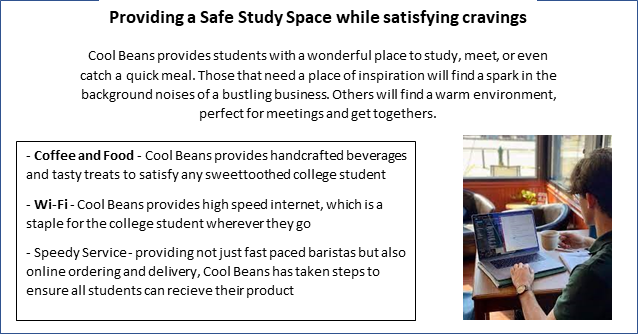 Providing a Safe Study Space while satisfying cravings
Cool Beans provides students with a wonderful place to study, meet, or even
catch a quick meal. Those that need a place of inspiration will find a spark in the
background noises of a bustling business. Others will find a warm environment,
perfect for meetings and get togethers.
- Coffee and Food - Cool Beans provides handcrafted beverages
and tasty treats to satisfy any sweettoothed college student
- Wi-Fi - Cool Beans provides high speed internet, which is a
staple for the college student wherever they go
- Speedy Service - providing not just fast paced baristas but also
online ordering and delivery, Cool Beans has taken steps to
ensure all students can recieve their product